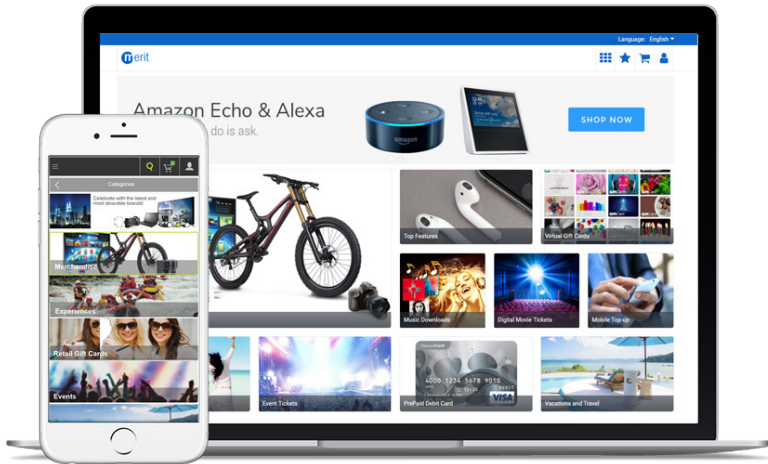 Language: English
merit
Amazon Echo & Alexa
do is ask.
amazon
SHOP NOW
Top Features
Virtual Gift Cards
Music Downloads
Digital Movie Tickets
Mobile Top-up
Event Tickets
4000 1234 5678 9010
DEBIT
VISA
PrePaid Debit Card
Vacations and Travel
Categories
Celebrate with the latest and
most desirable brands!
Merchandise
Experiences
Retail Gift Cards
Events